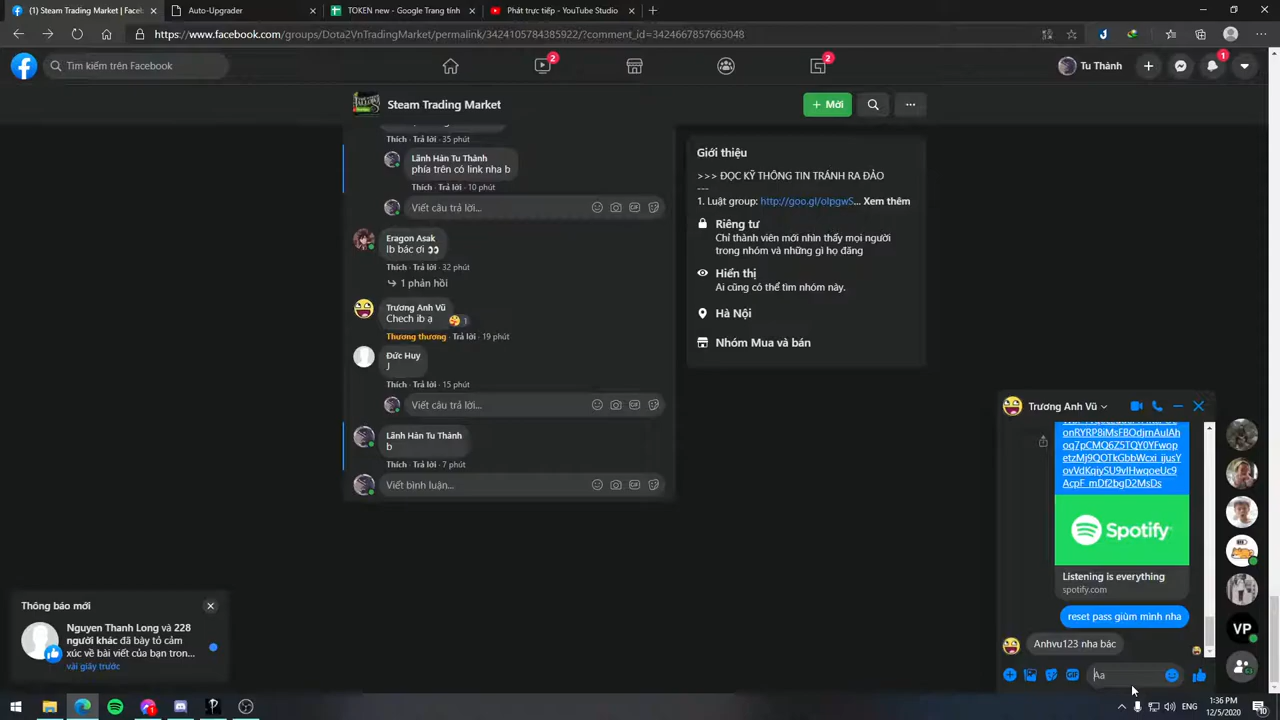 (1) Steam Trading Market | Faceb
Auto-Upgrader
TOKEN new - Google Trang tính
Phát trực tiếp - YouTube Studio
https://www.facebook.com/groups/Dota2VnTradingMarket/permalink/3424105784385922/?comment_id=3424667857663048
Tìm kiếm trên Facebook
2
2
Tu Thành
1
Steam Trading Market
Mới
Thích · Trả lời · 35 phút
Lãnh Hàn Tu Thành
phía trên có link nha b
Thích · Trả lời · 10 phút
Viết câu trả lời...
Eragon Asak
Ib bác ơi 👀
Thích · Trả lời · 32 phút
1 phản hồi
Trương Anh Vũ
Chech ib ạ
1
Thương thương · Trả lời · 19 phút
Đức Huy
J
Thích · Trả lời · 15 phút
Viết câu trả lời...
Lãnh Hàn Tu Thành
b
Thích · Trả lời · 7 phút
Viết bình luận...
Giới thiệu
>>> ĐỌC KỸ THÔNG TIN TRÁNH RA ĐẢO
---
1. Luật group: http://goo.gl/oIpgwS... Xem thêm
Riêng tư
Chỉ thành viên mới nhìn thấy mọi người
trong nhóm và những gì họ đăng
Hiển thị
Ai cũng có thể tìm nhóm này.
Hà Nội
Nhóm Mua và bán
Thông báo mới
Nguyen Thanh Long và 228
người khác đã bày tỏ cảm
xúc về bài viết của bạn tron...
vài giây trước
Trương Anh Vũ
onRYRP8iMsFBOdjrnAulAh
oq7pCMQ6Z5TQY0YFwop
etzMj9QOTkGbbWcxi_ijusY
ovVdKqiySU9vIHwqoeUc9
AcpF_mDf2bgD2MsDs
Spotify
Listening is everything
spotify.com
reset pass giùm mình nha
Anhvu123 nha bác
Aa
VP
ENG
1:36 PM
12/5/2020